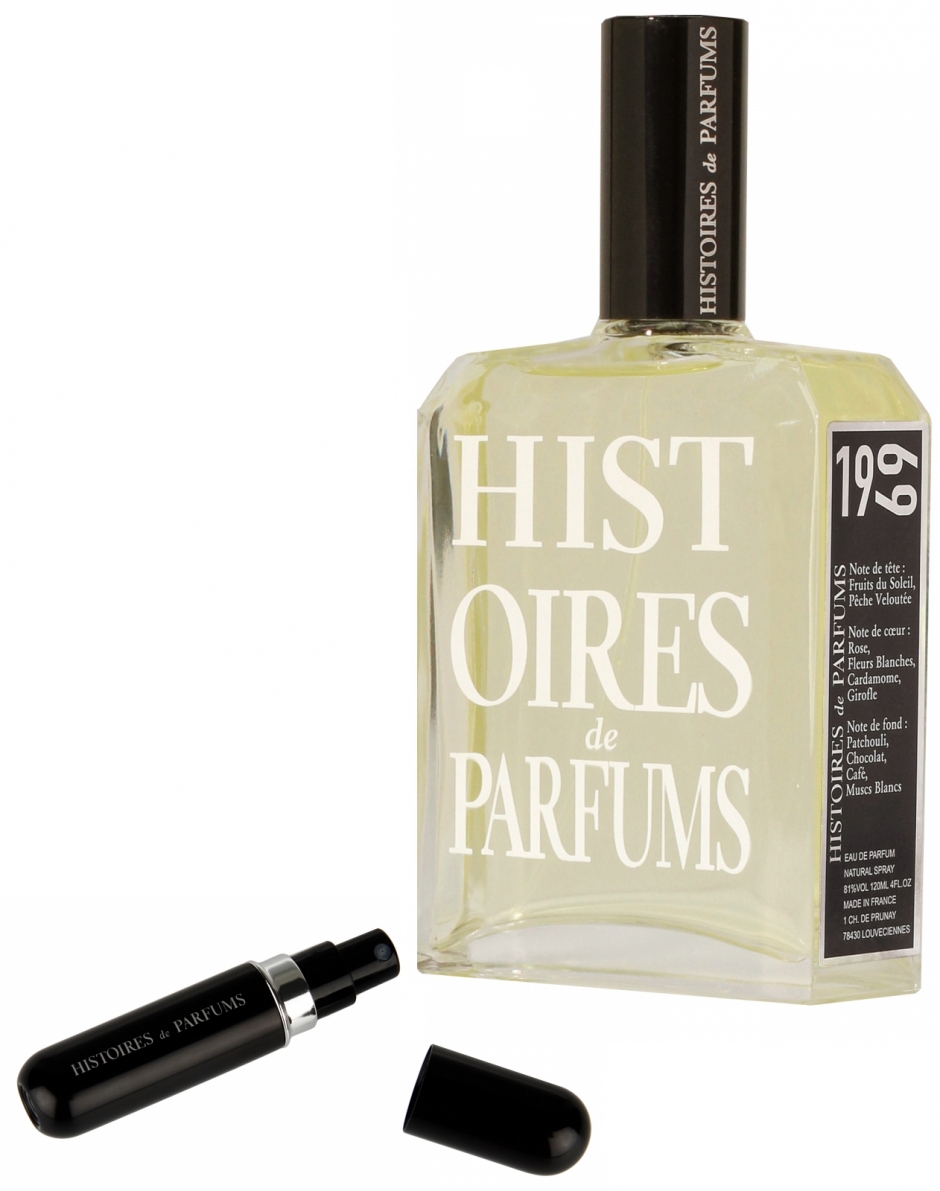 HISTOIRES de PARFUMS
HIST
OIRES
de
PARFUMS
1969
HISTOIRES de PARFUMS
Note de tête :
Fruits du Soleil,
Pêche Veloutée
Note de cœur :
Rose,
Fleurs Blanches,
Cardamome,
Girofle
Note de fond :
Patchouli,
Chocolat,
Café,
Muscs Blancs
EAU DE PARFUM
NATURAL SPRAY
81%VOL 120ML 4FL.OZ
MADE IN FRANCE
1 CH. DE PRUNAY
78430 LOUVECIENNES
HISTOIRES de PARFUMS